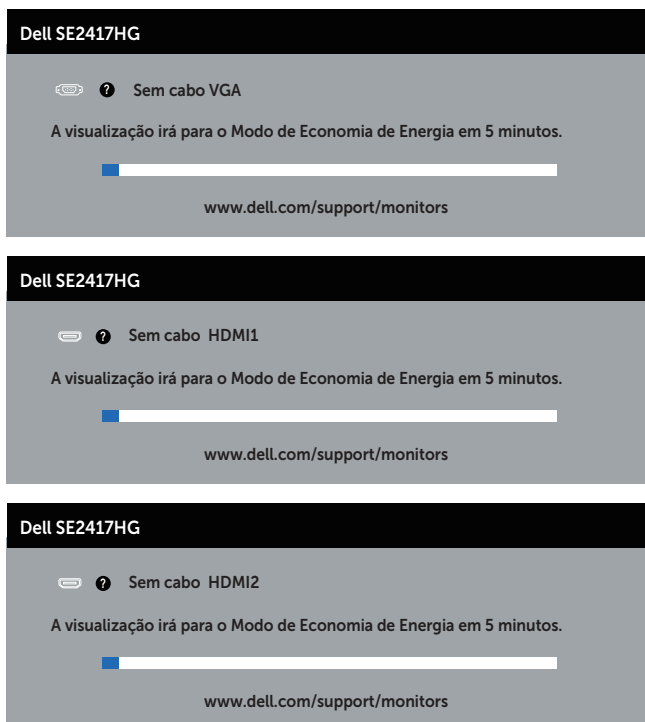 Dell SE2417HG
? Sem cabo VGA
A visualização irá para o Modo de Economia de Energia em 5 minutos.
www.dell.com/support/monitors
Dell SE2417HG
? Sem cabo HDMI1
A visualização irá para o Modo de Economia de Energia em 5 minutos.
www.dell.com/support/monitors
Dell SE2417HG
? Sem cabo HDMI2
A visualização irá para o Modo de Economia de Energia em 5 minutos.
www.dell.com/support/monitors